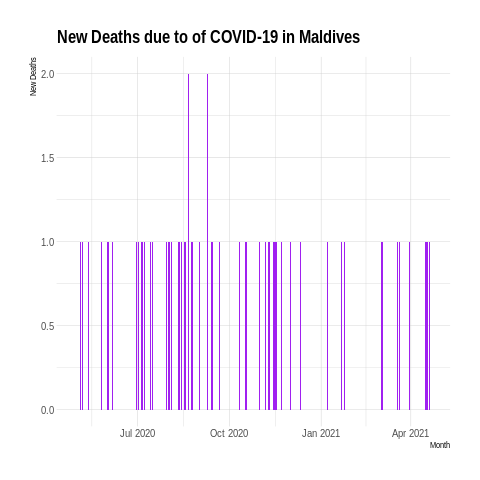 New Deaths due to of COVID-19 in Maldives
New Deaths
2.0
1.5
1.0
0.5
0.0
Jul 2020 Oct 2020 Jan 2021 Apr 2021
Month